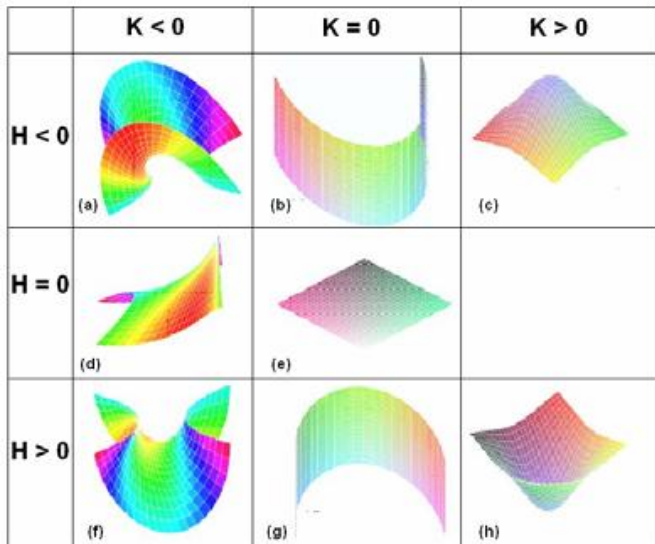 K < 0 K = 0 K > 0
H < 0
(a) (b) (c)
H = 0
(d) (e)
H > 0
(f) (g) (h)